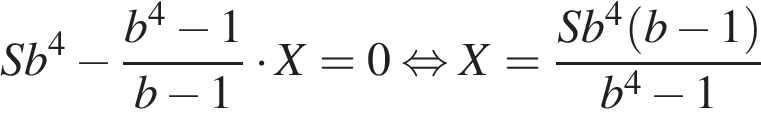 $Sb^4 - \frac{b^4 - 1}{b - 1} \cdot X = 0 \Leftrightarrow X = \frac{Sb^4(b - 1)}{b^4 - 1}$